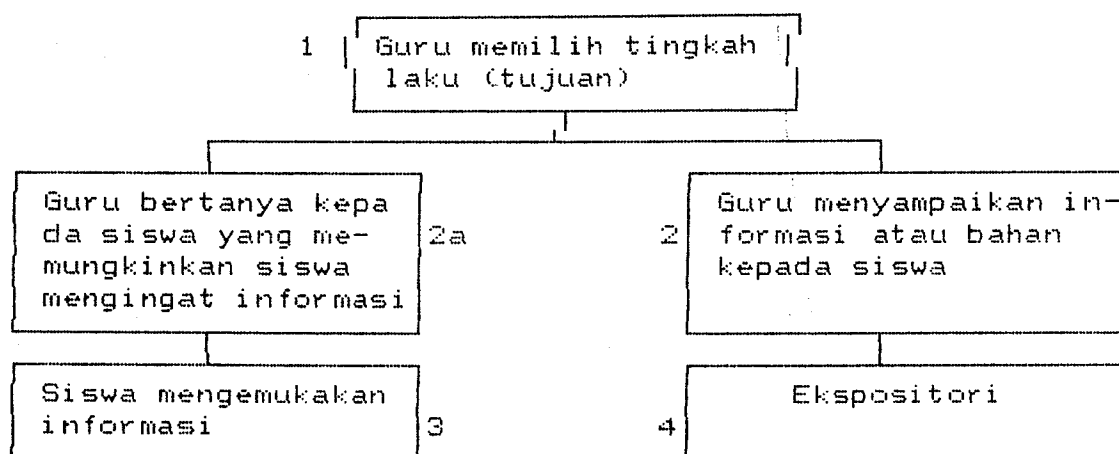 1 Guru memilih tingkah
laku (tujuan)
Guru bertanya kepa
da siswa yang me-
mungkinkan siswa
mengingat informasi
2a
2
Guru menyampaikan in-
formasi atau bahan
kepada siswa
Siswa mengemukakan
informasi
3
4
Ekspositori